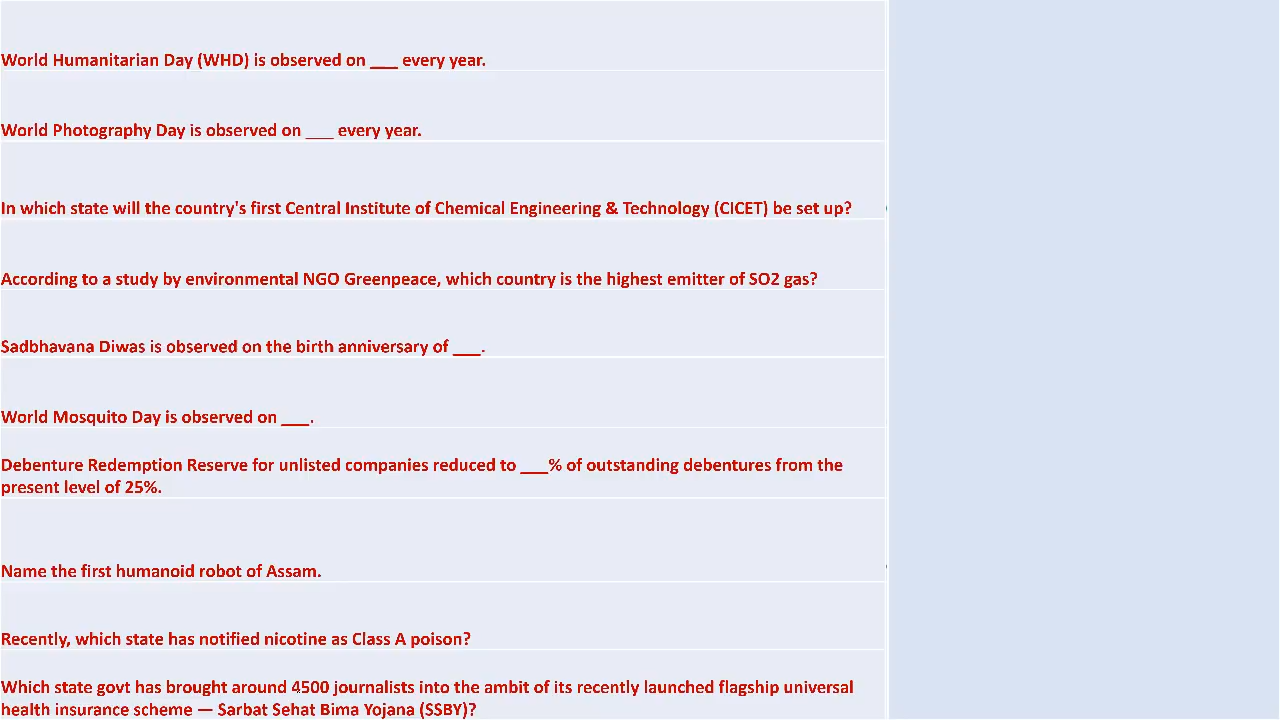 World Humanitarian Day (WHD) is observed on ___ every year.
World Photography Day is observed on ___ every year.
In which state will the country's first Central Institute of Chemical Engineering & Technology (CICET) be set up?
According to a study by environmental NGO Greenpeace, which country is the highest emitter of SO2 gas?
Sadbhavana Diwas is observed on the birth anniversary of ___.
World Mosquito Day is observed on ___.
Debenture Redemption Reserve for unlisted companies reduced to ___% of outstanding debentures from the
present level of 25%.
Name the first humanoid robot of Assam.
Recently, which state has notified nicotine as Class A poison?
Which state govt has brought around 4500 journalists into the ambit of its recently launched flagship universal
health insurance scheme — Sarbat Sehat Bima Yojana (SSBY)?